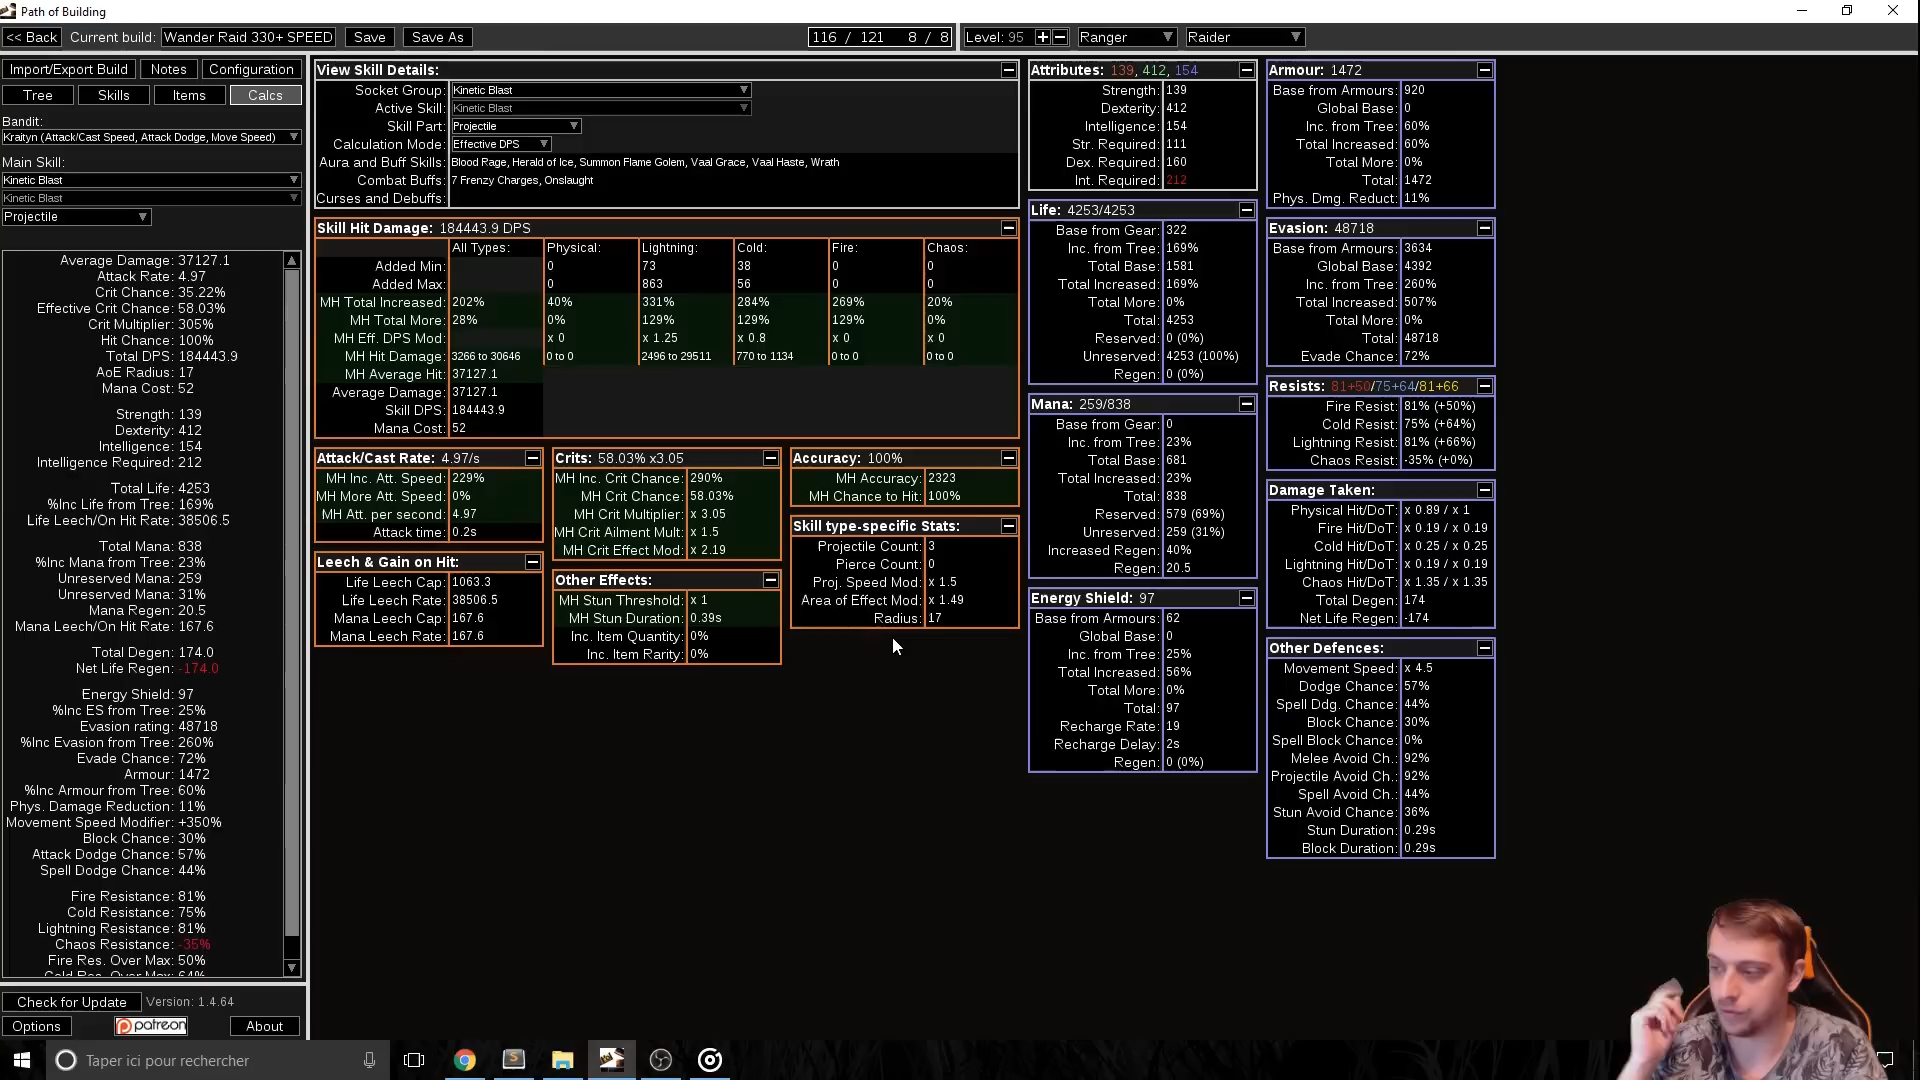 Path of Building
<< Back
Current build: Wander Raid 330+ SPEED
Save
Save As
116 / 121 8 / 8
Level: 95
Ranger
Raider
Import/Export Build
Notes
Configuration
Tree
Skills
Items
Calcs
Bandit:
Kraityn (Attack/Cast Speed, Attack Dodge, Move Speed)
Main Skill:
Kinetic Blast
Kinetic Blast
Projectile
Average Damage: 37127.1
Attack Rate: 4.97
Crit Chance: 35.22%
Effective Crit Chance: 58.03%
Crit Multiplier: 305%
Hit Chance: 100%
Total DPS: 184443.9
AoE Radius: 17
Mana Cost: 52
Strength: 139
Dexterity: 412
Intelligence: 154
Intelligence Required: 212
Total Life: 4253
%Inc Life from Tree: 169%
Life Leech/On Hit Rate: 38506.5
Total Mana: 838
%Inc Mana from Tree: 23%
Unreserved Mana: 259
Unreserved Mana: 31%
Mana Regen: 20.5
Mana Leech/On Hit Rate: 167.6
Total Degen: 174.0
Net Life Regen: -174.0
Energy Shield: 97
%Inc ES from Tree: 25%
Evasion rating: 48718
%Inc Evasion from Tree: 260%
Evade Chance: 72%
Armour: 1472
%Inc Armour from Tree: 60%
Phys. Damage Reduction: 11%
Movement Speed Modifier: +350%
Block Chance: 30%
Attack Dodge Chance: 57%
Spell Dodge Chance: 44%
Fire Resistance: 81%
Cold Resistance: 75%
Lightning Resistance: 81%
Chaos Resistance: -35%
Fire Res. Over Max: 50%
Cold Res. Over Max: 64%
Check for Update
Version: 1.4.64
Options
patreon
About
View Skill Details:
Socket Group: Kinetic Blast
Active Skill: Kinetic Blast
Skill Part: Projectile
Calculation Mode: Effective DPS
Aura and Buff Skills: Blood Rage, Herald of Ice, Summon Flame Golem, Vaal Grace, Vaal Haste, Wrath
Combat Buffs: 7 Frenzy Charges, Onslaught
Curses and Debuffs:
Skill Hit Damage: 184443.9 DPS
All Types: Physical: Lightning: Cold: Fire: Chaos:
Added Min: 0 73 38 0 0
Added Max: 0 863 56 0 0
MH Total Increased: 202% 40% 331% 284% 269% 20%
MH Total More: 28% 0% 129% 129% 129% 0%
MH Eff. DPS Mod: x 0 x 1.25 x 0.8 x 0 x 0
MH Hit Damage: 3266 to 30646 0 to 0 2496 to 29511 770 to 1134 0 to 0 0 to 0
MH Average Hit: 37127.1
Average Damage: 37127.1
Skill DPS: 184443.9
Mana Cost: 52
Attack/Cast Rate: 4.97/s
MH Inc. Att. Speed: 229%
MH More Att. Speed: 0%
MH Att. per second: 4.97
Attack time: 0.2s
Leech & Gain on Hit:
Life Leech Cap: 1063.3
Life Leech Rate: 38506.5
Mana Leech Cap: 167.6
Mana Leech Rate: 167.6
Crits: 58.03% x3.05
MH Inc. Crit Chance: 290%
MH Crit Chance: 58.03%
MH Crit Multiplier: x 3.05
MH Crit Ailment Mult: x 1.5
MH Crit Effect Mod: x 2.19
Other Effects:
MH Stun Threshold: x 1
MH Stun Duration: 0.39s
Inc. Item Quantity: 0%
Inc. Item Rarity: 0%
Accuracy: 100%
MH Accuracy: 2323
MH Chance to Hit: 100%
Skill type-specific Stats:
Projectile Count: 3
Pierce Count: 0
Proj. Speed Mod: x 1.5
Area of Effect Mod: x 1.49
Radius: 17
Attributes: 139, 412, 154
Strength: 139
Dexterity: 412
Intelligence: 154
Str. Required: 111
Dex. Required: 160
Int. Required: 212
Life: 4253/4253
Base from Gear: 322
Inc. from Tree: 169%
Total Base: 1581
Total Increased: 169%
Total More: 0%
Total: 4253
Reserved: 0 (0%)
Unreserved: 4253 (100%)
Regen: 0 (0%)
Mana: 259/838
Base from Gear: 0
Inc. from Tree: 23%
Total Base: 681
Total Increased: 23%
Total: 838
Reserved: 579 (69%)
Unreserved: 259 (31%)
Increased Regen: 40%
Regen: 20.5
Energy Shield: 97
Base from Armours: 62
Global Base: 0
Inc. from Tree: 25%
Total Increased: 56%
Total More: 0%
Total: 97
Recharge Rate: 19
Recharge Delay: 2s
Regen: 0 (0%)
Armour: 1472
Base from Armours: 920
Global Base: 0
Inc. from Tree: 60%
Total Increased: 60%
Total More: 0%
Total: 1472
Phys. Dmg. Reduct: 11%
Evasion: 48718
Base from Armours: 3634
Global Base: 4392
Inc. from Tree: 260%
Total Increased: 507%
Total More: 0%
Total: 48718
Evade Chance: 72%
Resists: 81+50/75+64/81+66
Fire Resist: 81% (+50%)
Cold Resist: 75% (+64%)
Lightning Resist: 81% (+66%)
Chaos Resist: -35% (+0%)
Damage Taken:
Physical Hit/DoT: x 0.89 / x 1
Fire Hit/DoT: x 0.19 / x 0.19
Cold Hit/DoT: x 0.25 / x 0.25
Lightning Hit/DoT: x 0.19 / x 0.19
Chaos Hit/DoT: x 1.35 / x 1.35
Total Degen: 174
Net Life Regen: -174
Other Defences:
Movement Speed: x 4.5
Dodge Chance: 57%
Spell Ddg. Chance: 44%
Block Chance: 30%
Spell Block Chance: 0%
Melee Avoid Ch.: 92%
Projectile Avoid Ch.: 92%
Spell Avoid Ch.: 44%
Stun Avoid Chance: 36%
Stun Duration: 0.29s
Block Duration: 0.29s
Taper ici pour rechercher